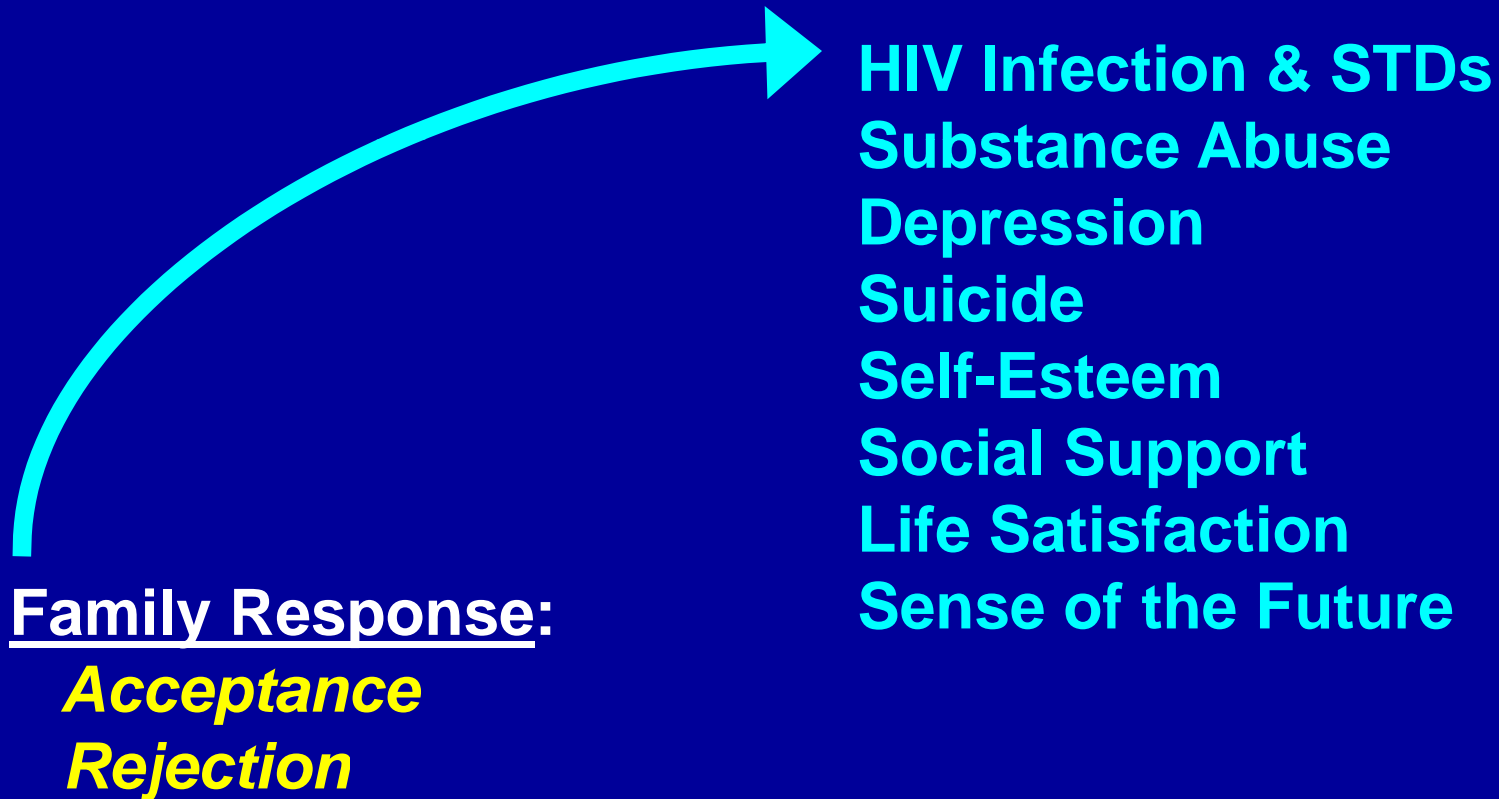 HIV Infection & STDs
Substance Abuse
Depression
Suicide
Self-Esteem
Social Support
Life Satisfaction
Sense of the Future
Family Response:
Acceptance
Rejection